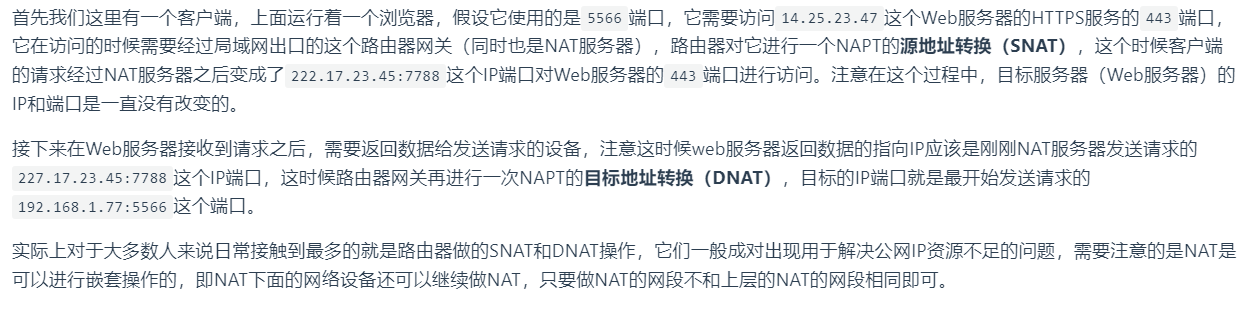 首先我们这里有一个客户端，上面运行着一个浏览器，假设它使用的是 5566 端口，它需要访问 14.25.23.47 这个Web服务器的HTTPS服务的 443 端口，
它在访问的时候需要经过局域网出口的这个路由器网关（同时也是NAT服务器），路由器对它进行一个NAPT的源地址转换（SNAT），这个时候客户端
的请求经过NAT服务器之后变成了 222.17.23.45:7788 这个IP端口对Web服务器的 443 端口进行访问。注意在这个过程中，目标服务器（Web服务器）的
IP和端口是一直没有改变的。
接下来在Web服务器接收到请求之后，需要返回数据给发送请求的设备，注意这时候web服务器返回数据的指向IP应该是刚刚NAT服务器发送请求的
227.17.23.45:7788 这个IP端口，这时候路由器网关再进行一次NAPT的目标地址转换（DNAT），目标的IP端口就是最开始发送请求的
192.168.1.77:5566 这个端口。
实际上对于大多数人来说日常接触到最多的就是路由器做的SNAT和DNAT操作，它们一般成对出现用于解决公网IP资源不足的问题，需要注意的是NAT是
可以进行嵌套操作的，即NAT下面的网络设备还可以继续做NAT，只要做NAT的网段不和上层的NAT的网段相同即可。